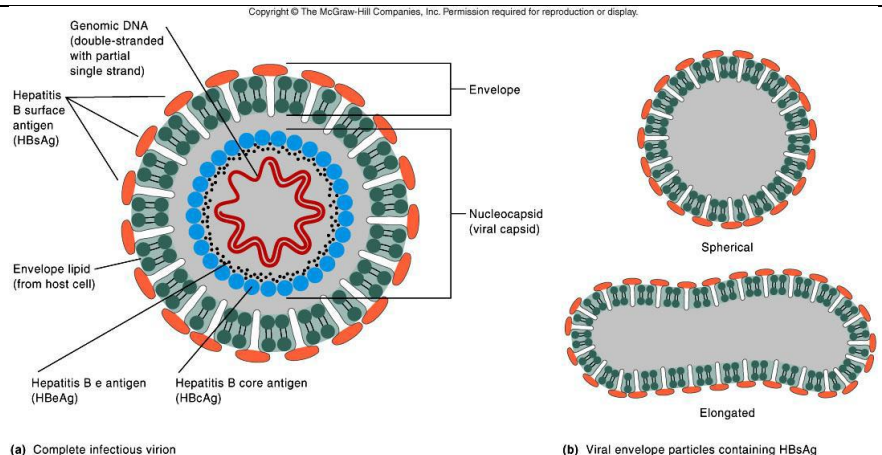 Copyright © The McGraw-Hill Companies, Inc. Permission required for reproduction or display.
Genomic DNA
(double-stranded
with partial
single strand)
Hepatitis
B surface
antigen
(HBsAg)
Envelope
Nucleocapsid
(viral capsid)
Envelope lipid
(from host cell)
Hepatitis B e antigen
(HBeAg)
Hepatitis B core antigen
(HBcAg)
(a) Complete infectious virion
Spherical
Elongated
(b) Viral envelope particles containing HBsAg